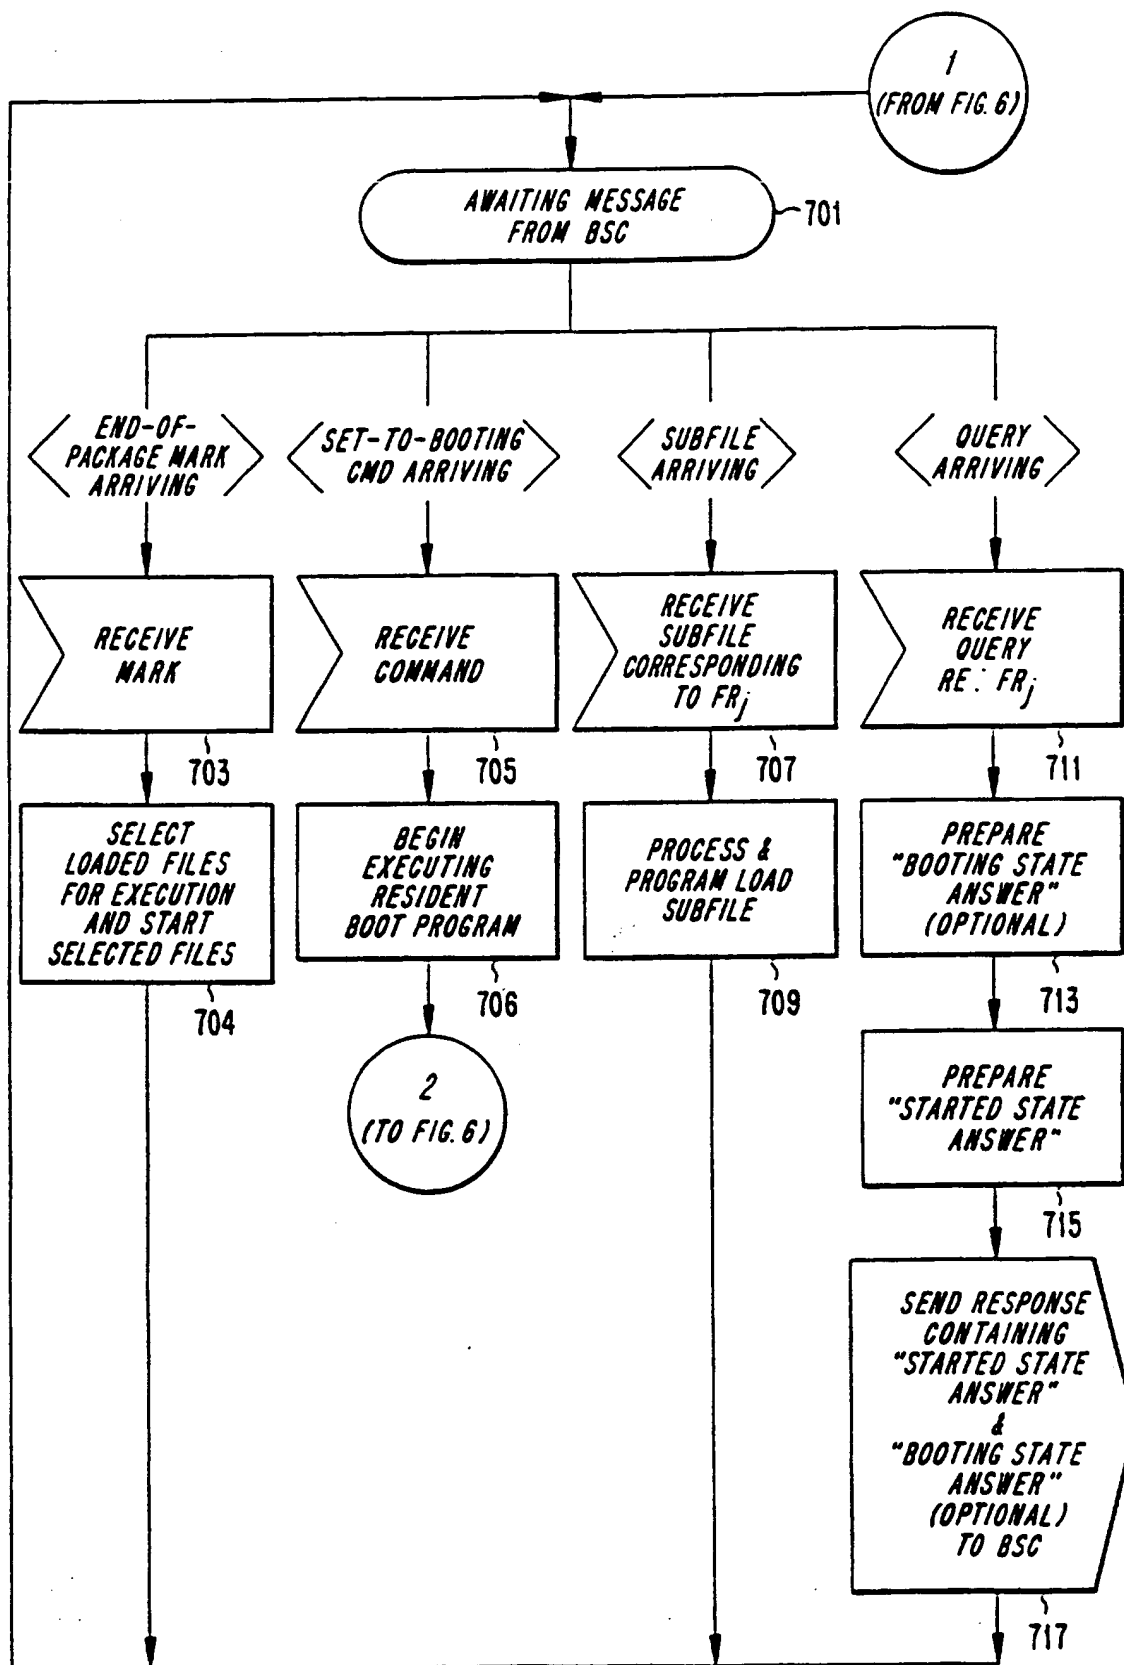 1
(FROM FIG. 6)
AWAITING MESSAGE
FROM BSC
701
END-OF-
PACKAGE MARK
ARRIVING
SET-TO-BOOTING
CMD ARRIVING
SUBFILE
ARRIVING
QUERY
ARRIVING
RECEIVE
MARK
703
RECEIVE
COMMAND
705
RECEIVE
SUBFILE
CORRESPONDING
TO FRj
707
RECEIVE
QUERY
RE: FRj
711
SELECT
LOADED FILES
FOR EXECUTION
AND START
SELECTED FILES
704
BEGIN
EXECUTING
RESIDENT
BOOT PROGRAM
706
PROCESS &
PROGRAM LOAD
SUBFILE
709
PREPARE
"BOOTING STATE
ANSWER"
(OPTIONAL)
713
2
(TO FIG. 6)
PREPARE
"STARTED STATE
ANSWER"
715
SEND RESPONSE
CONTAINING
"STARTED STATE
ANSWER"
&
"BOOTING STATE
ANSWER"
(OPTIONAL)
TO BSC
717